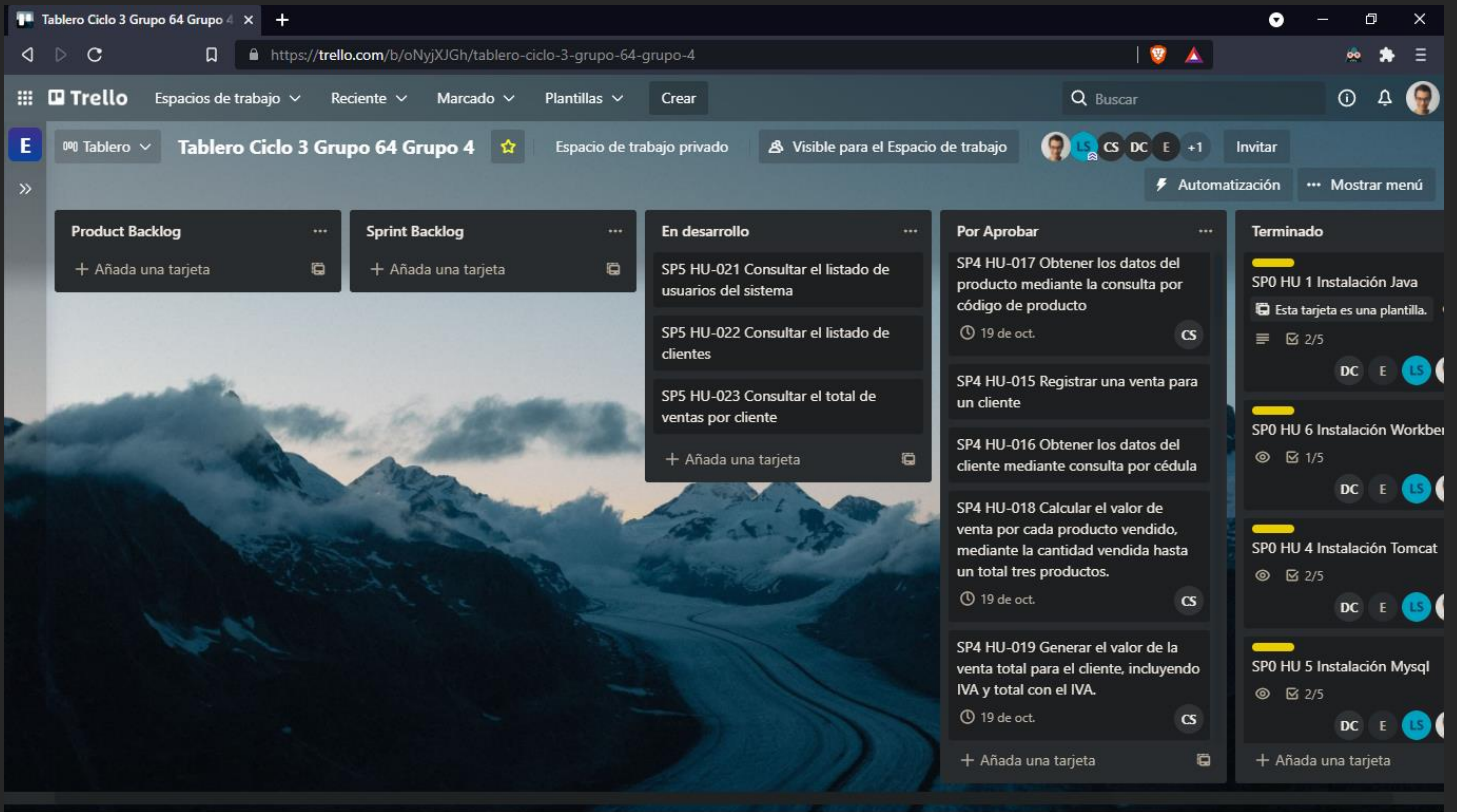 Tablero Ciclo 3 Grupo 64 Grupo 4
https://trello.com/b/oNyjXJGh/tablero-ciclo-3-grupo-64-grupo-4
Trello Espacios de trabajo Reciente Marcado Plantillas Crear Buscar
E Tablero Tablero Ciclo 3 Grupo 64 Grupo 4 Espacio de trabajo privado Visible para el Espacio de trabajo LS CS DC E +1 Invitar
Automatización Mostrar menú
Product Backlog
+ Añada una tarjeta
Sprint Backlog
+ Añada una tarjeta
En desarrollo
SP5 HU-021 Consultar el listado de
usuarios del sistema
SP5 HU-022 Consultar el listado de
clientes
SP5 HU-023 Consultar el total de
ventas por cliente
+ Añada una tarjeta
Por Aprobar
SP4 HU-017 Obtener los datos del
producto mediante la consulta por
código de producto
19 de oct. CS
SP4 HU-015 Registrar una venta para
un cliente
SP4 HU-016 Obtener los datos del
cliente mediante consulta por cédula
SP4 HU-018 Calcular el valor de
venta por cada producto vendido,
mediante la cantidad vendida hasta
un total tres productos.
19 de oct. CS
SP4 HU-019 Generar el valor de la
venta total para el cliente, incluyendo
IVA y total con el IVA.
19 de oct. CS
+ Añada una tarjeta
Terminado
SP0 HU 1 Instalación Java
Esta tarjeta es una plantilla.
2/5
DC E LS
SP0 HU 6 Instalación Workbe
1/5
DC E LS
SP0 HU 4 Instalación Tomcat
2/5
DC E LS
SP0 HU 5 Instalación Mysql
2/5
DC E LS
+ Añada una tarjeta